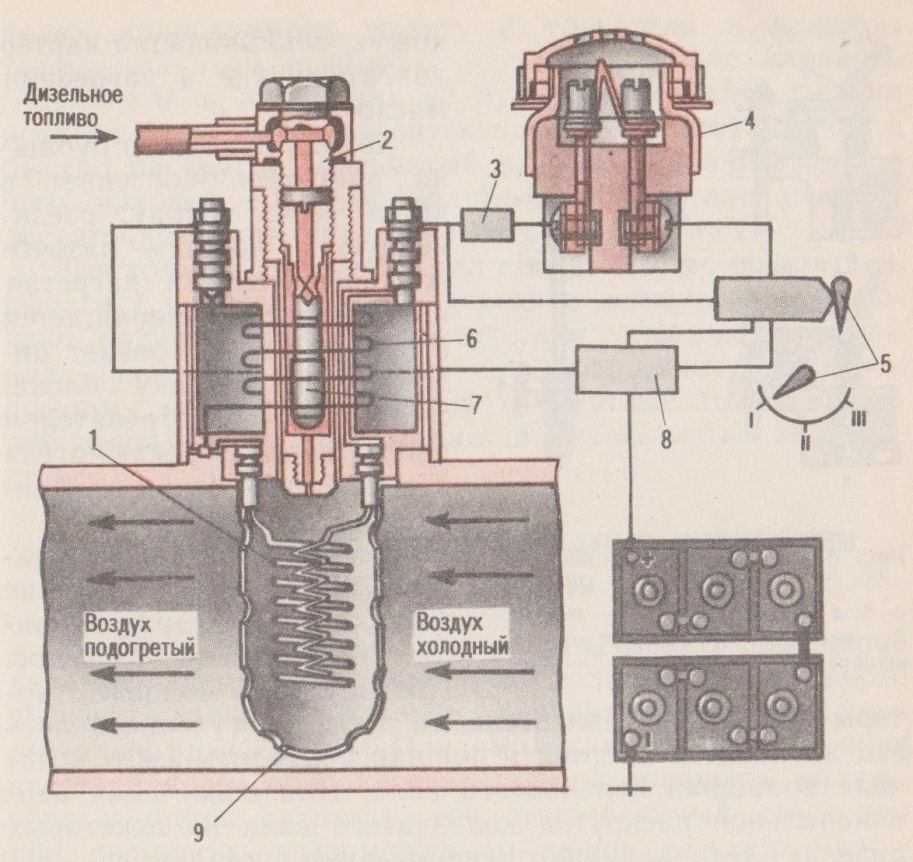 Дизельное
топливо
2
4
3
6
5
7
I
II
III
8
1
+
Воздух
подогретый
Воздух
холодный
9